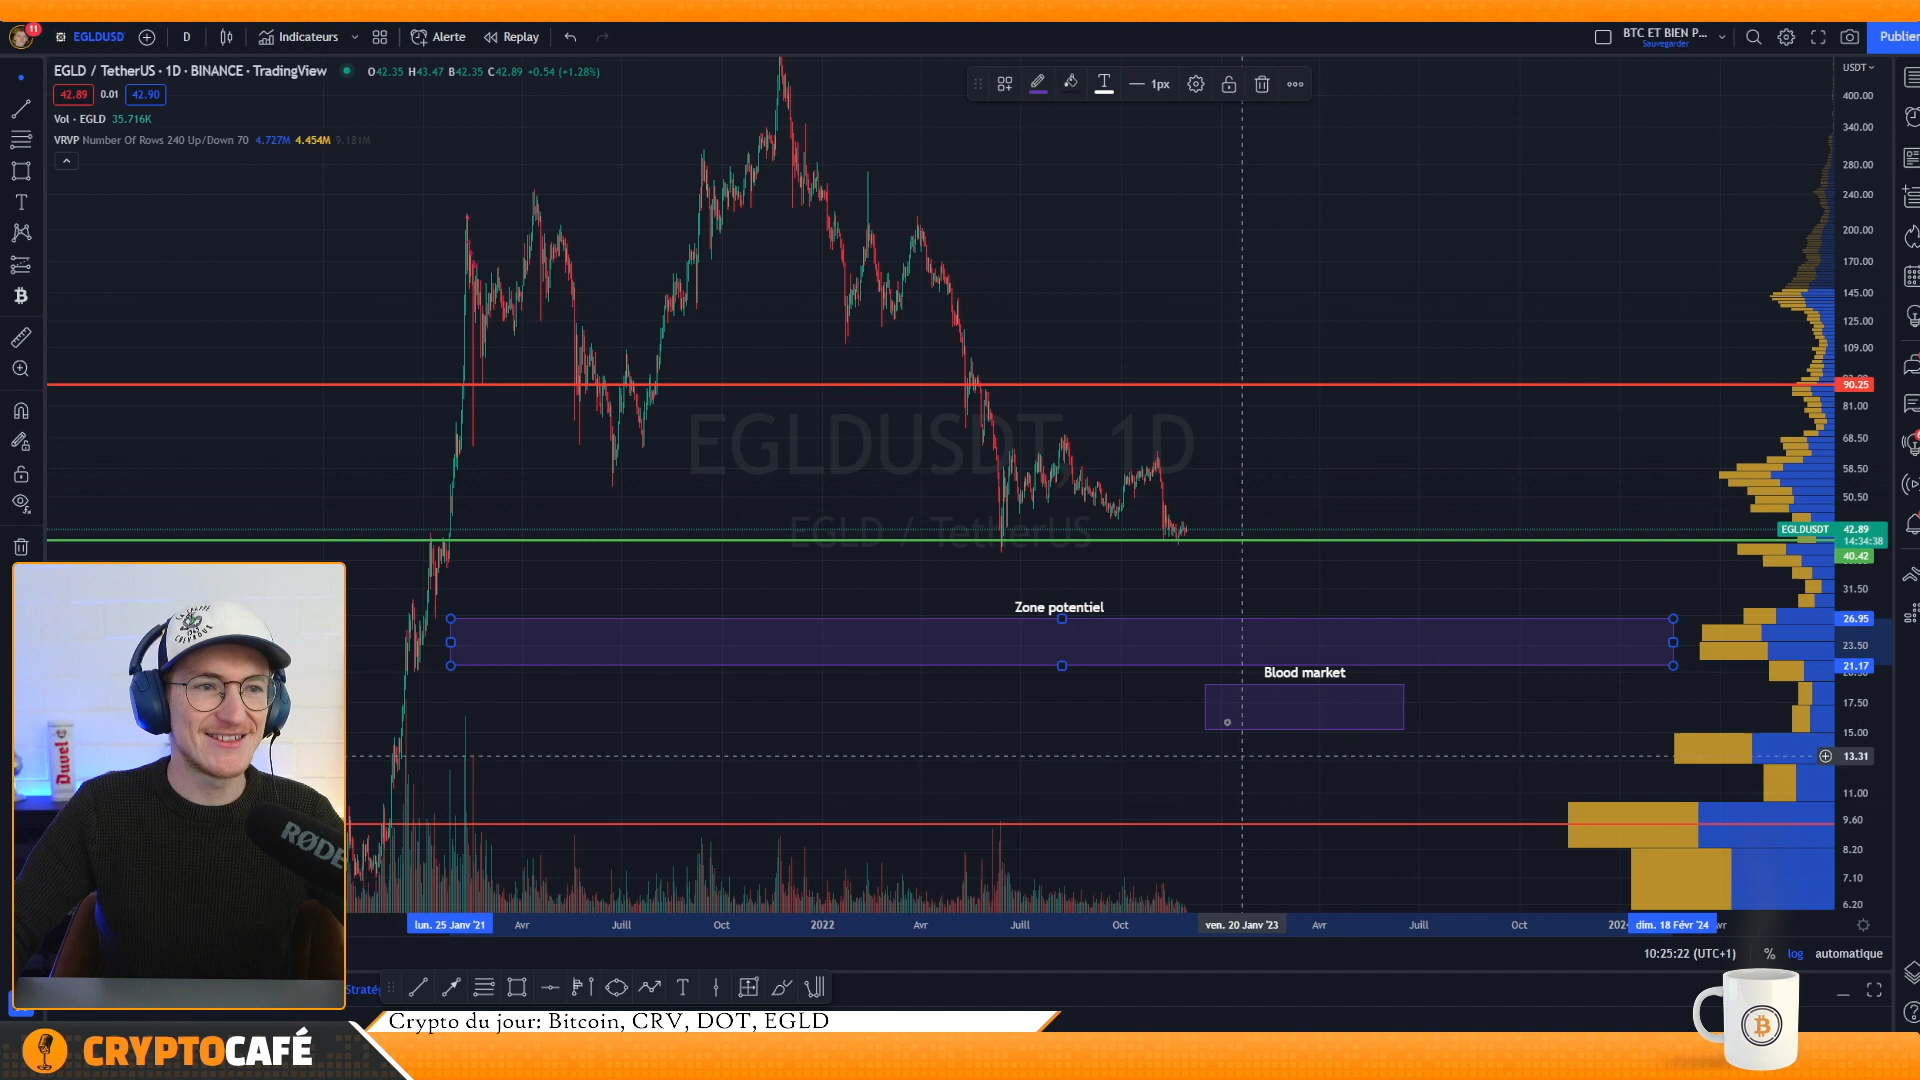 11
EGLDUSD
D
Indicateurs
Alerte
Replay
BTC ET BIEN P...
Sauvegarder
Publier
EGLD / TetherUS · 1D · BINANCE · TradingView
O42.35 H43.47 B42.35 C42.89 +0.54 (+1.28%)
42.89 0.01 42.90
Vol · EGLD 35.716K
VRVP Number Of Rows 240 Up/Down 70 4.727M 4.454M 9.181M
1px
USDT
400.00
340.00
280.00
240.00
200.00
170.00
145.00
125.00
109.00
90.25
81.00
68.50
58.50
50.50
EGLDUSDT 42.89
14:34:38
40.42
31.50
26.95
23.50
21.17
17.50
15.00
13.31
11.00
9.60
8.20
7.10
6.20
EGLDUSDT, 1D
EGLD / TetherUS
Zone potentiel
Blood market
Duvel
RØDE
lun. 25 Janv '21
Avr
Juill
Oct
2022
Avr
Juill
Oct
ven. 20 Janv '23
Avr
Juill
Oct
dim. 18 Févr '24
10:25:22 (UTC+1)
%
log
automatique
Straté
Crypto du jour: Bitcoin, CRV, DOT, EGLD
CRYPTOCAFÉ